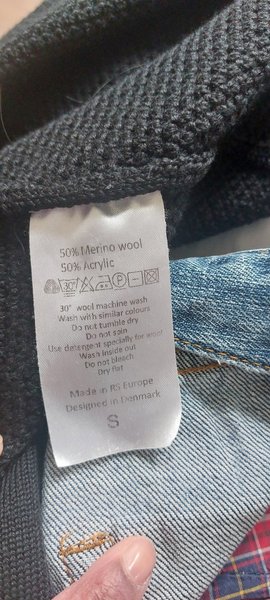 50% Merino wool
50% Acrylic
30°
P
30° wool machine wash
Wash with similar colours
Do not tumble dry
Do not spin
Use detergent specially for wool
Wash inside out
Do not bleach
Dry flat
Made in RS Europe
Designed in Denmark
S